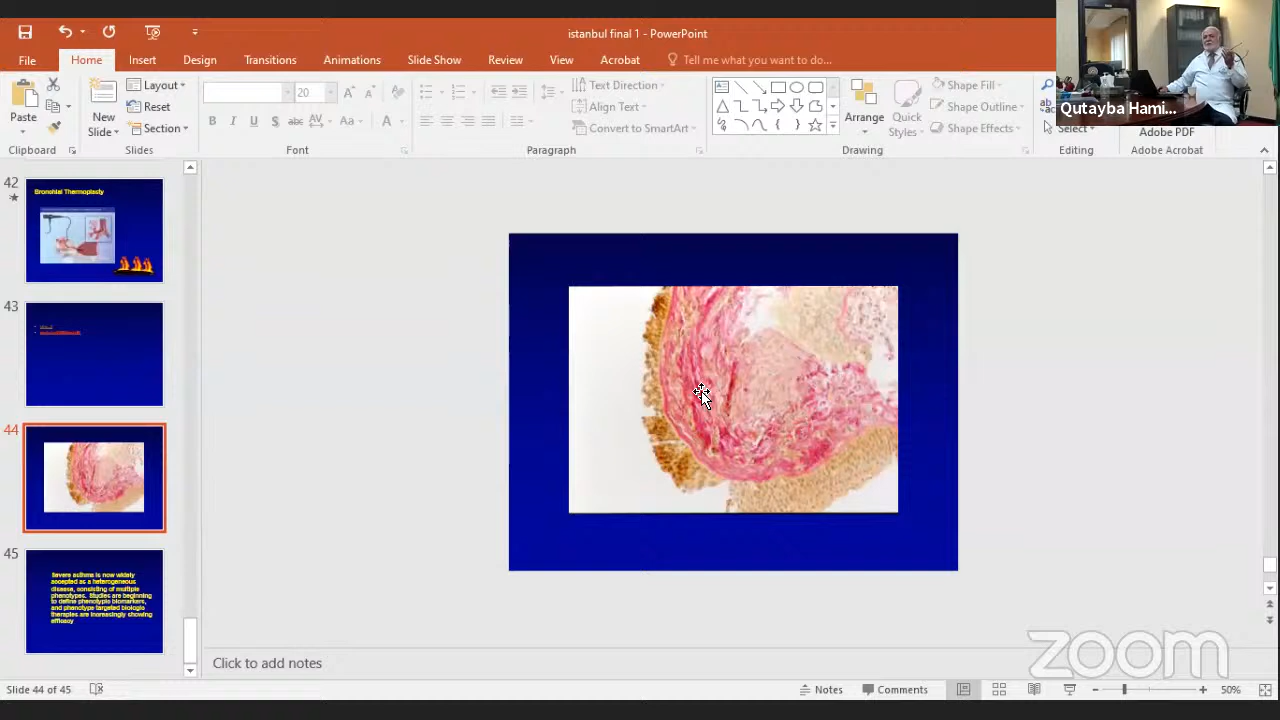 istanbul final 1 - PowerPoint
File
Home
Insert
Design
Transitions
Animations
Slide Show
Review
View
Acrobat
Tell me what you want to do...
Qutayba Hami...
Paste
New
Slide
Layout
Reset
Section
20
B I U S abc AV Aa A
Text Direction
Align Text
Convert to SmartArt
Arrange
Quick
Styles
Shape Fill
Shape Outline
Shape Effects
Select
Adobe PDF
Clipboard
Slides
Font
Paragraph
Drawing
Editing
Adobe Acrobat
42
Bronchial Thermoplasty
43
44
45
Severe asthma is now widely
accepted as a heterogeneous
disease, consisting of multiple
phenotypes. Studies are beginning
to define phenotypic biomarkers,
and phenotype-targeted biologic
therapies are increasingly showing
efficacy
Click to add notes
zoom
Slide 44 of 45
Notes
Comments
50%